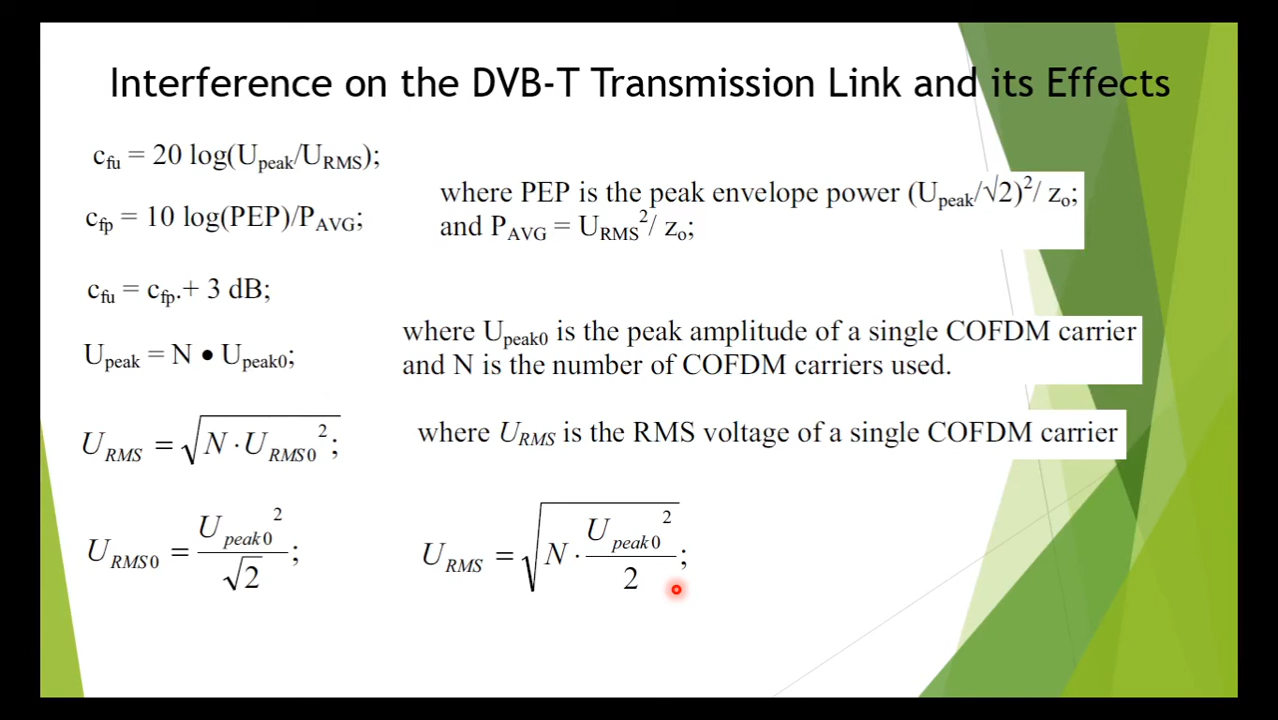 Interference on the DVB-T Transmission Link and its Effects
c_fu = 20 log(U_peak/U_RMS);
c_fp = 10 log(PEP)/P_AVG;
where PEP is the peak envelope power (U_peak/√2)²/ z_o;
and P_AVG = U_RMS²/ z_o;
c_fu = c_fp.+ 3 dB;
U_peak = N ● U_peak0;
where U_peak0 is the peak amplitude of a single COFDM carrier
and N is the number of COFDM carriers used.
U_RMS = √(N · U_RMS0²;)
where U_RMS is the RMS voltage of a single COFDM carrier
U_RMS0 = U_peak0² / √2;
U_RMS = √(N · U_peak0² / 2);